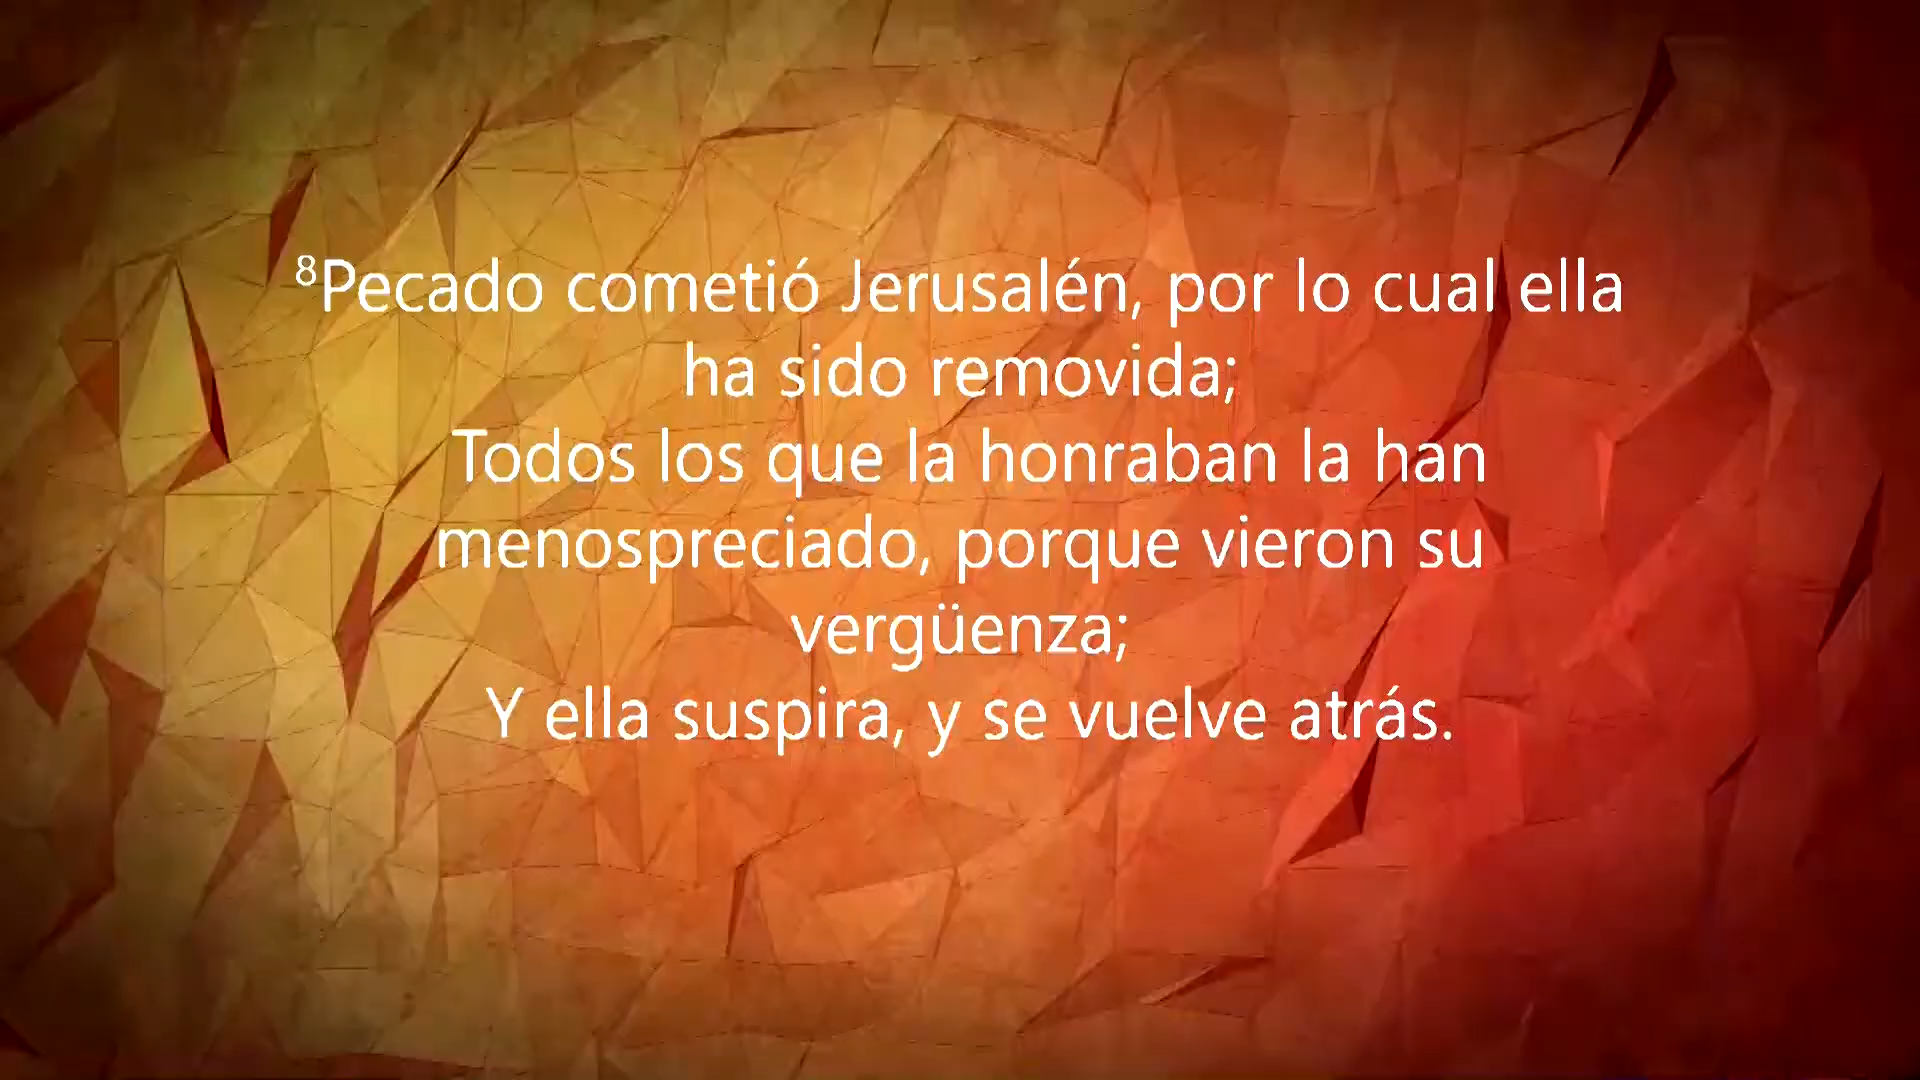 ⁸Pecado cometió Jerusalén, por lo cual ella
ha sido removida;
Todos los que la honraban la han
menospreciado, porque vieron su
vergüenza;
Y ella suspira, y se vuelve atrás.